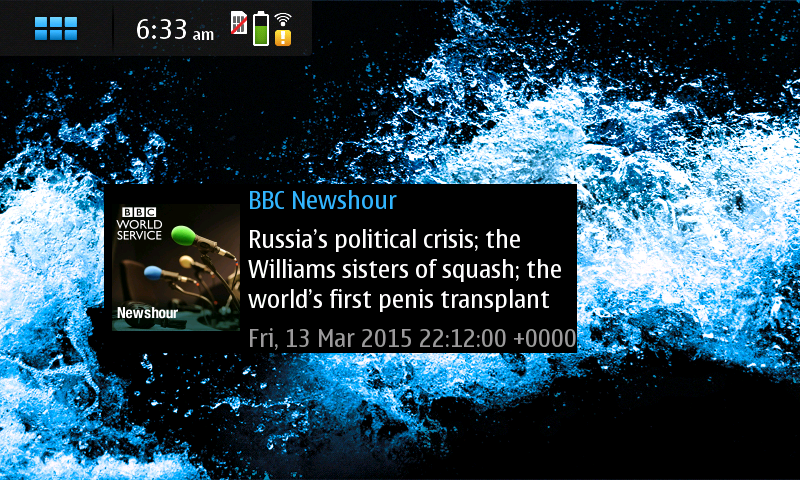 6:33 am
BBC Newshour
BBC
WORLD
SERVICE
Newshour
Russia’s political crisis; the
Williams sisters of squash; the
world’s first penis transplant
Fri, 13 Mar 2015 22:12:00 +0000